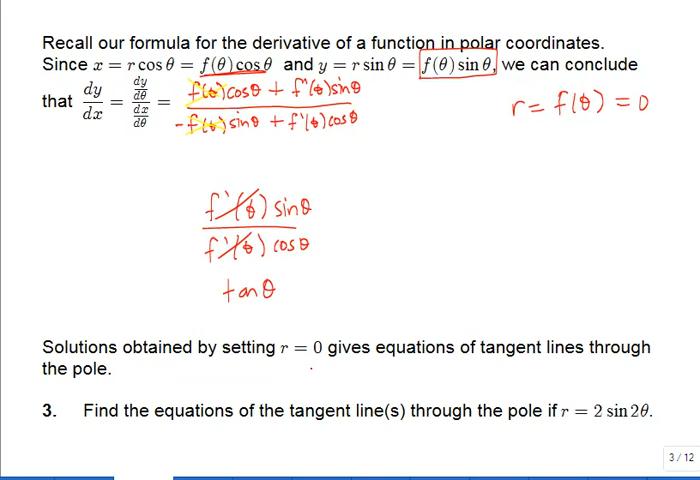 Recall our formula for the derivative of a function in polar coordinates.
Since x = r cos θ = f(θ) cos θ and y = r sin θ = f(θ) sin θ, we can conclude
that dy/dx = (dy/dθ)/(dx/dθ) = (f(θ) cos θ + f'(θ) sin θ)/(-f(θ) sin θ + f'(θ) cos θ)
r = f(θ) = 0
f'(θ) sin θ
f'(θ) cos θ
tan θ
Solutions obtained by setting r = 0 gives equations of tangent lines through
the pole.
3. Find the equations of the tangent line(s) through the pole if r = 2 sin 2θ.
3 / 12